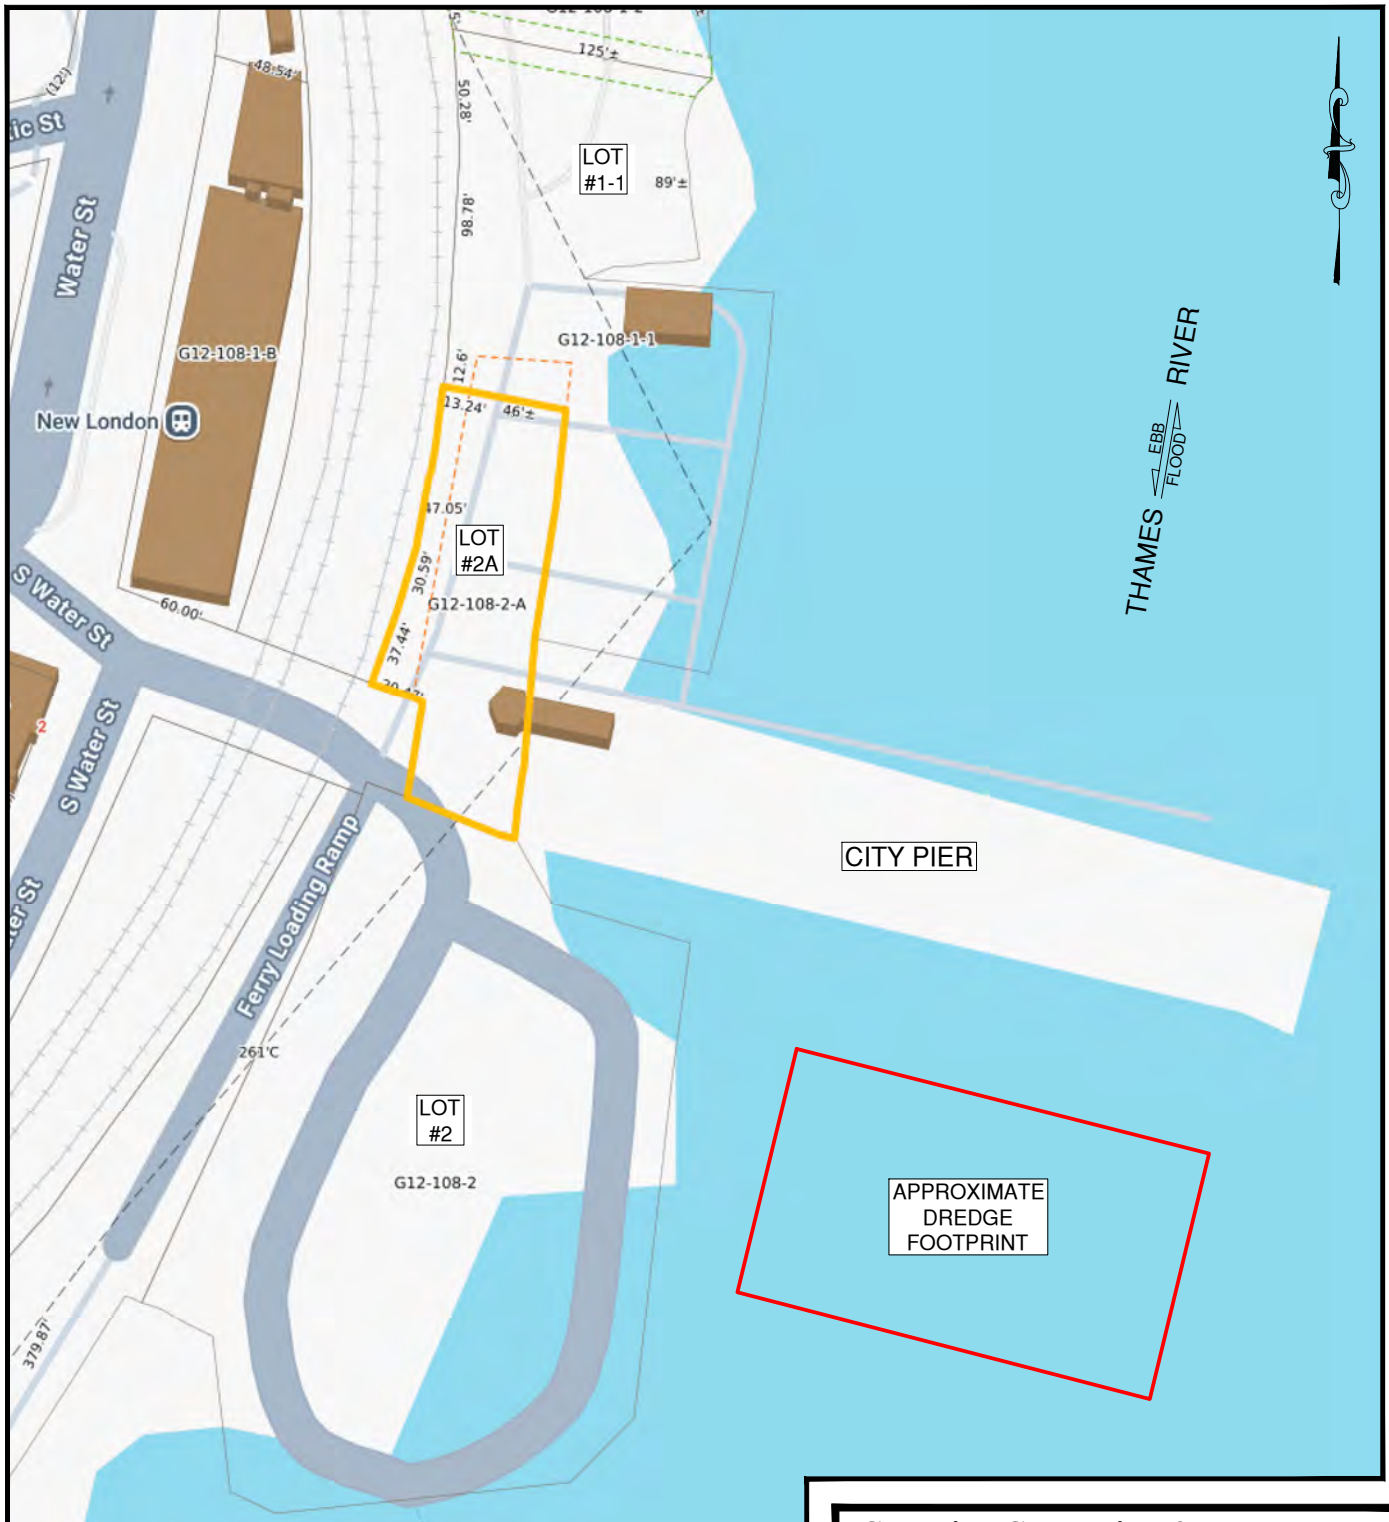 125'±
48.54'
(12')
50.28'
LOT
#1-1
89'±
Water St
98.78'
G12-108-1-1
G12-108-1-B
12.6'
RIVER
EBB
FLOOD
THAMES
New London
13.24'
46'±
47.05'
LOT
#2A
30.59'
G12-108-2-A
60.00'
S Water St
37.44'
2
S Water St
CITY PIER
Ferry Loading Ramp
261'C
LOT
#2
G12-108-2
APPROXIMATE
DREDGE
FOOTPRINT
379.87'